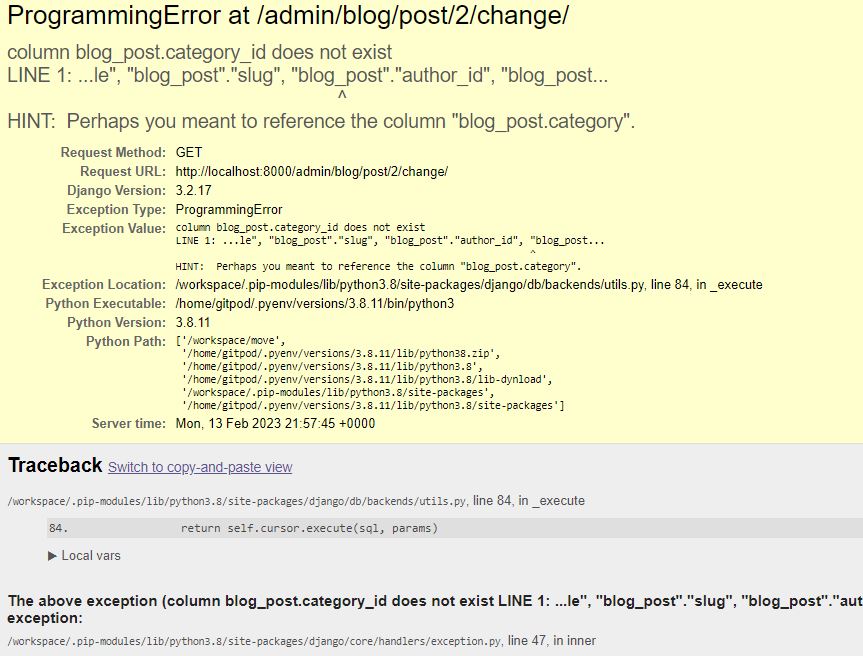 ProgrammingError at /admin/blog/post/2/change/
column blog_post.category_id does not exist
LINE 1: ...le", "blog_post"."slug", "blog_post"."author_id", "blog_post...
^
HINT:  Perhaps you meant to reference the column "blog_post.category".
Request Method: GET
Request URL: http://localhost:8000/admin/blog/post/2/change/
Django Version: 3.2.17
Exception Type: ProgrammingError
Exception Value: column blog_post.category_id does not exist
LINE 1: ...le", "blog_post"."slug", "blog_post"."author_id", "blog_post...
^
HINT:  Perhaps you meant to reference the column "blog_post.category".
Exception Location: /workspace/.pip-modules/lib/python3.8/site-packages/django/db/backends/utils.py, line 84, in _execute
Python Executable: /home/gitpod/.pyenv/versions/3.8.11/bin/python3
Python Version: 3.8.11
Python Path: ['/workspace/move',
'/home/gitpod/.pyenv/versions/3.8.11/lib/python38.zip',
'/home/gitpod/.pyenv/versions/3.8.11/lib/python3.8',
'/home/gitpod/.pyenv/versions/3.8.11/lib/python3.8/lib-dynload',
'/workspace/.pip-modules/lib/python3.8/site-packages',
'/home/gitpod/.pyenv/versions/3.8.11/lib/python3.8/site-packages']
Server time: Mon, 13 Feb 2023 21:57:45 +0000
Traceback Switch to copy-and-paste view
/workspace/.pip-modules/lib/python3.8/site-packages/django/db/backends/utils.py, line 84, in _execute
84. return self.cursor.execute(sql, params)
▶ Local vars
The above exception (column blog_post.category_id does not exist LINE 1: ...le", "blog_post"."slug", "blog_post"."aut
exception:
/workspace/.pip-modules/lib/python3.8/site-packages/django/core/handlers/exception.py, line 47, in inner